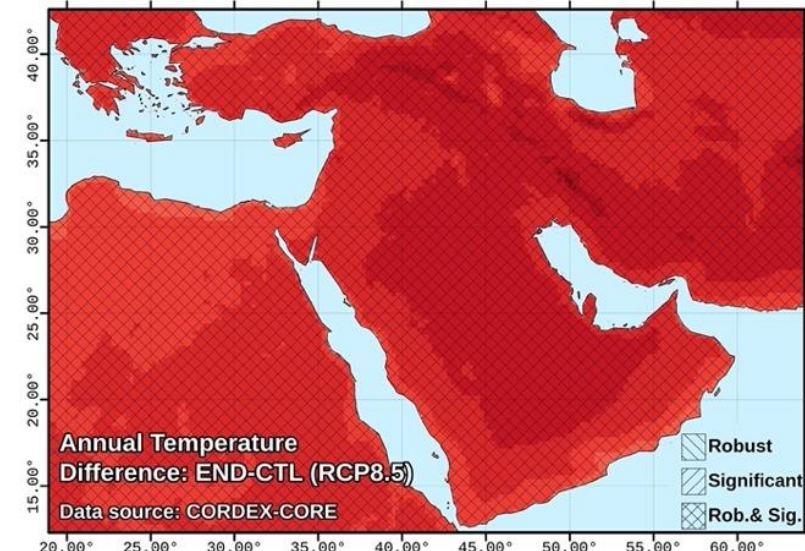 40.00°
35.00°
30.00°
25.00°
20.00°
15.00°
Annual Temperature
Difference: END-CTL (RCP8.5)
Data source: CORDEX-CORE
Robust
Significant
Rob.& Sig.
20.00° 25.00° 30.00° 35.00° 40.00° 45.00° 50.00° 55.00° 60.00°